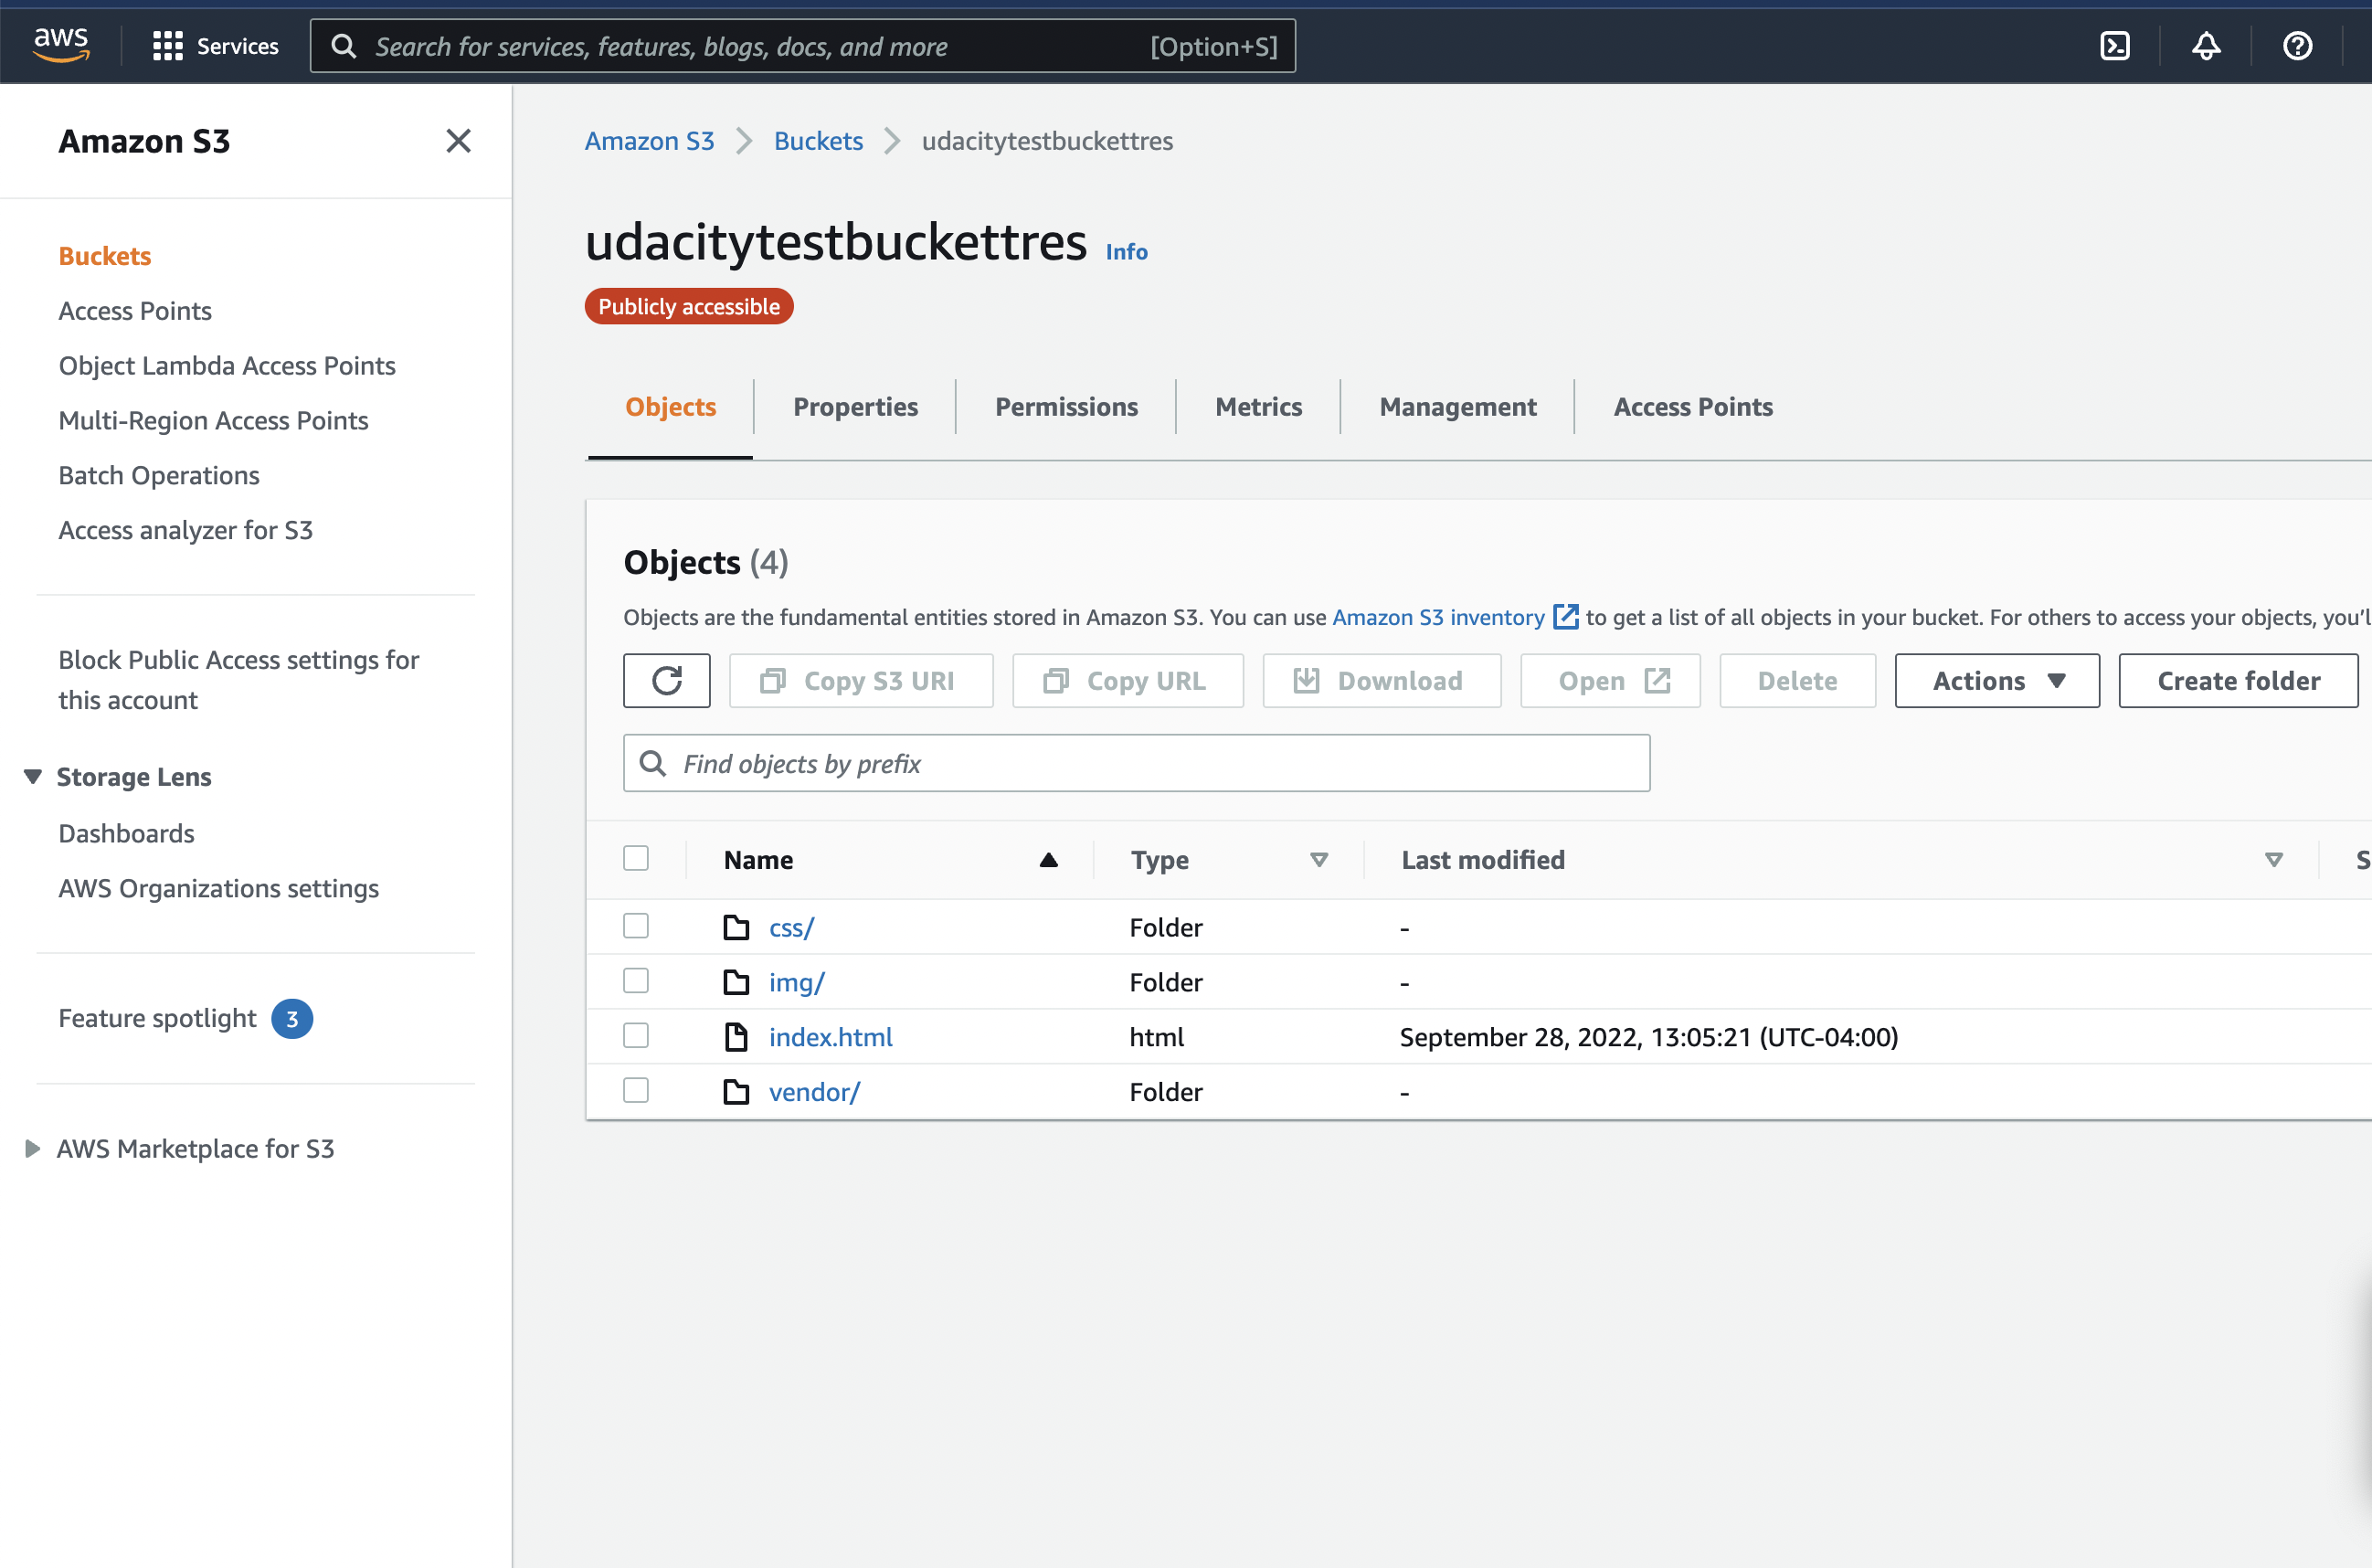 aws
Services
Search for services, features, blogs, docs, and more
[Option+S]
Amazon S3
Buckets
Access Points
Object Lambda Access Points
Multi-Region Access Points
Batch Operations
Access analyzer for S3
Block Public Access settings for
this account
Storage Lens
Dashboards
AWS Organizations settings
Feature spotlight 3
AWS Marketplace for S3
Amazon S3 > Buckets > udacitytestbuckettres
udacitytestbuckettres Info
Publicly accessible
Objects Properties Permissions Metrics Management Access Points
Objects (4)
Objects are the fundamental entities stored in Amazon S3. You can use Amazon S3 inventory to get a list of all objects in your bucket. For others to access your objects, you'l
Copy S3 URI Copy URL Download Open Delete Actions Create folder
Find objects by prefix
Name Type Last modified S
css/ Folder -
img/ Folder -
index.html html September 28, 2022, 13:05:21 (UTC-04:00)
vendor/ Folder -